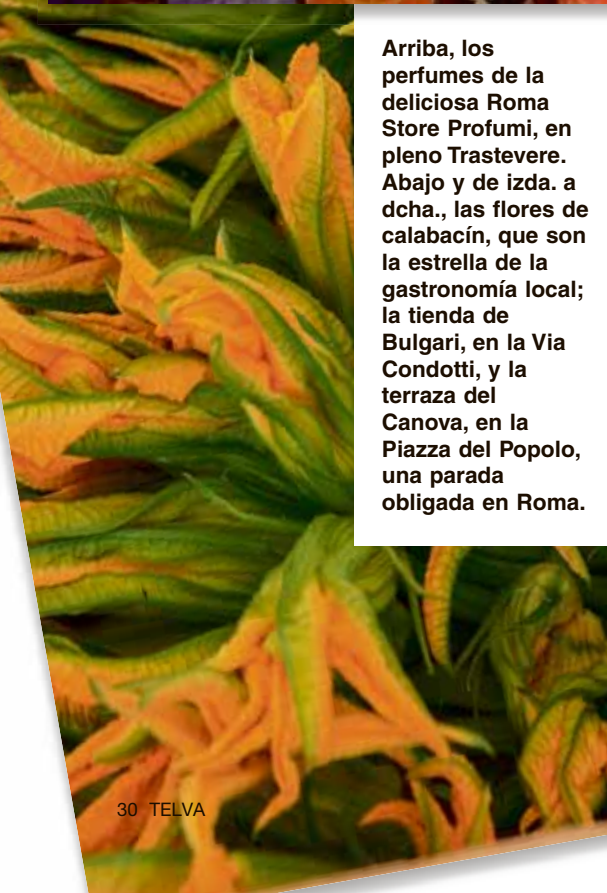 Arriba, los
perfumes de la
deliciosa Roma
Store Profumi, en
pleno Trastevere.
Abajo y de izda. a
dcha., las flores de
calabacín, que son
la estrella de la
gastronomía local;
la tienda de
Bulgari, en la Via
Condotti, y la
terraza del
Canova, en la
Piazza del Popolo,
una parada
obligada en Roma.
30 TELVA